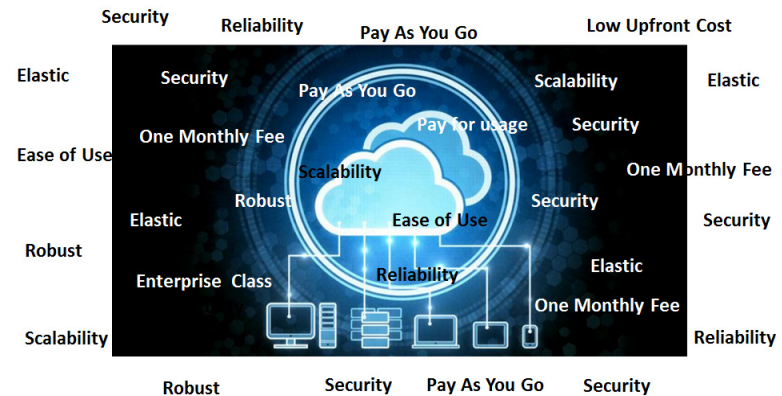 Security
Reliability
Pay As You Go
Low Upfront Cost
Elastic
Security
Pay As You Go
Scalability
Elastic
One Monthly Fee
Pay for usage
Security
Ease of Use
Scalability
One Monthly Fee
Robust
Security
Elastic
Ease of Use
Security
Robust
Enterprise Class
Reliability
Elastic
One Monthly Fee
Scalability
Reliability
Robust
Security
Pay As You Go
Security